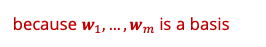 because 𝒘₁, … , 𝒘ₘ is a basis